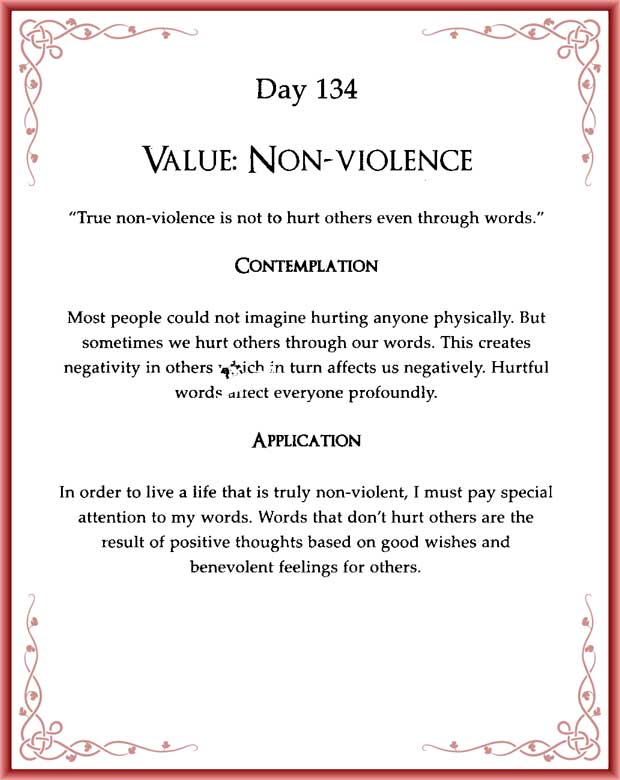 Day 134
Value: Non-violence
“True non-violence is not to hurt others even through words.”
Contemplation
Most people could not imagine hurting anyone physically. But
sometimes we hurt others through our words. This creates
negativity in others which in turn affects us negatively. Hurtful
words affect everyone profoundly.
Application
In order to live a life that is truly non-violent, I must pay special
attention to my words. Words that don’t hurt others are the
result of positive thoughts based on good wishes and
benevolent feelings for others.